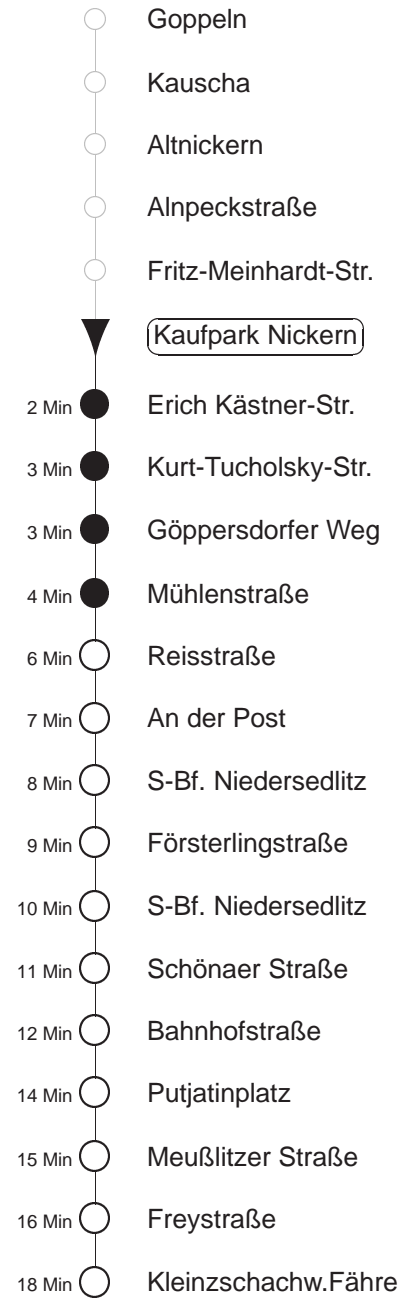 Goppeln
Kauscha
Altnickern
Alnpeckstraße
Fritz-Meinhardt-Str.
Kaufpark Nickern
2 Min Erich Kästner-Str.
3 Min Kurt-Tucholsky-Str.
3 Min Göppersdorfer Weg
4 Min Mühlenstraße
6 Min Reisstraße
7 Min An der Post
8 Min S-Bf. Niedersedlitz
9 Min Försterlingstraße
10 Min S-Bf. Niedersedlitz
11 Min Schönaer Straße
12 Min Bahnhofstraße
14 Min Putjatinplatz
15 Min Meußlitzer Straße
16 Min Freystraße
18 Min Kleinzschachw.Fähre